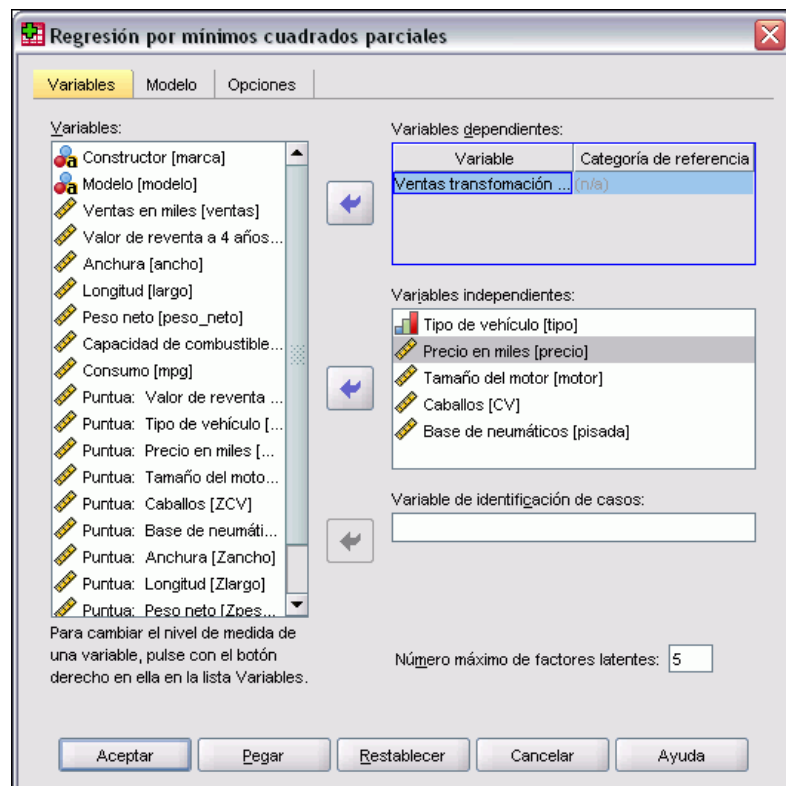 Regresión por mínimos cuadrados parciales
Variables
Modelo
Opciones
Variables:
Constructor [marca]
Modelo [modelo]
Ventas en miles [ventas]
Valor de reventa a 4 años...
Anchura [ancho]
Longitud [largo]
Peso neto [peso_neto]
Capacidad de combustible...
Consumo [mpg]
Puntua: Valor de reventa ...
Puntua: Tipo de vehículo [...
Puntua: Precio en miles [...
Puntua: Tamaño del moto...
Puntua: Caballos [ZCV]
Puntua: Base de neumáti...
Puntua: Anchura [Zancho]
Puntua: Longitud [Zlargo]
Puntua: Peso neto [Zpes...
Para cambiar el nivel de medida de
una variable, pulse con el botón
derecho en ella en la lista Variables.
Variables dependientes:
Variable
Categoría de referencia
Ventas transfomación ...
(n/a)
Variables independientes:
Tipo de vehículo [tipo]
Precio en miles [precio]
Tamaño del motor [motor]
Caballos [CV]
Base de neumáticos [pisada]
Variable de identificación de casos:
Número máximo de factores latentes: 5
Aceptar
Pegar
Restablecer
Cancelar
Ayuda